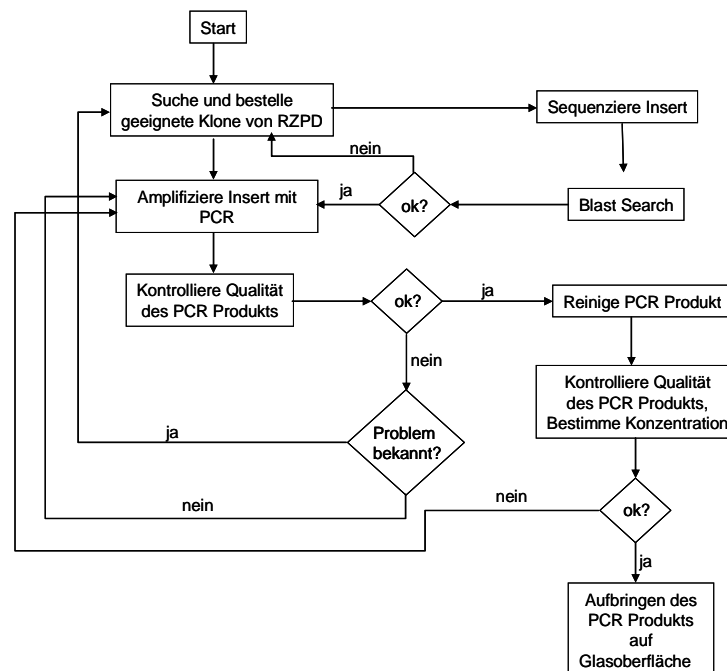 Start
Suche und bestelle
geeignete Klone von RZPD
Sequenziere Insert
nein
ja
ok?
Blast Search
Amplifiziere Insert mit
PCR
Kontrolliere Qualität
des PCR Produkts
ok?
ja
Reinige PCR Produkt
nein
Kontrolliere Qualität
des PCR Produkts,
Bestimme Konzentration
Problem
bekannt?
ja
nein
nein
ok?
ja
Aufbringen des
PCR Produkts
auf
Glasoberfläche